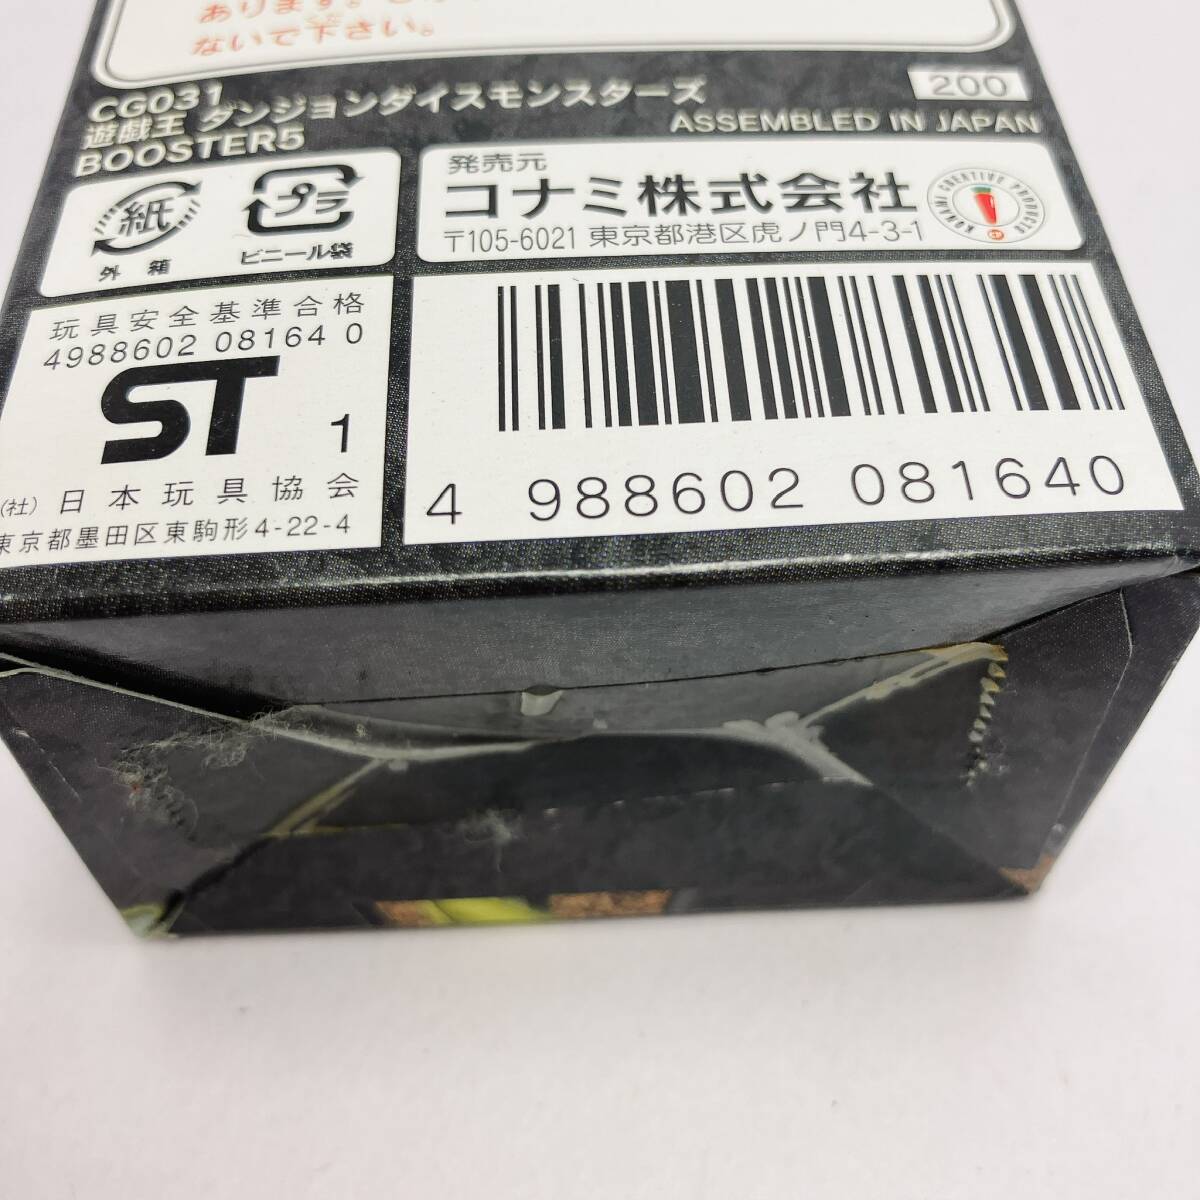 あります。
ないで下さい。
200
CG031
遊戯王 ダンジョンダイスモンスターズ
BOOSTER5
ASSEMBLED IN JAPAN
紙
外箱
プラ
ビニール袋
発売元
コナミ株式会社
〒105-6021 東京都港区虎ノ門4-3-1
CREATIVE PRODUCTS
KONAMI
CP
玩具安全基準合格
4988602 08164 0
ST 1
(社) 日本玩具協会
東京都墨田区東駒形4-22-4
4 988602 081640